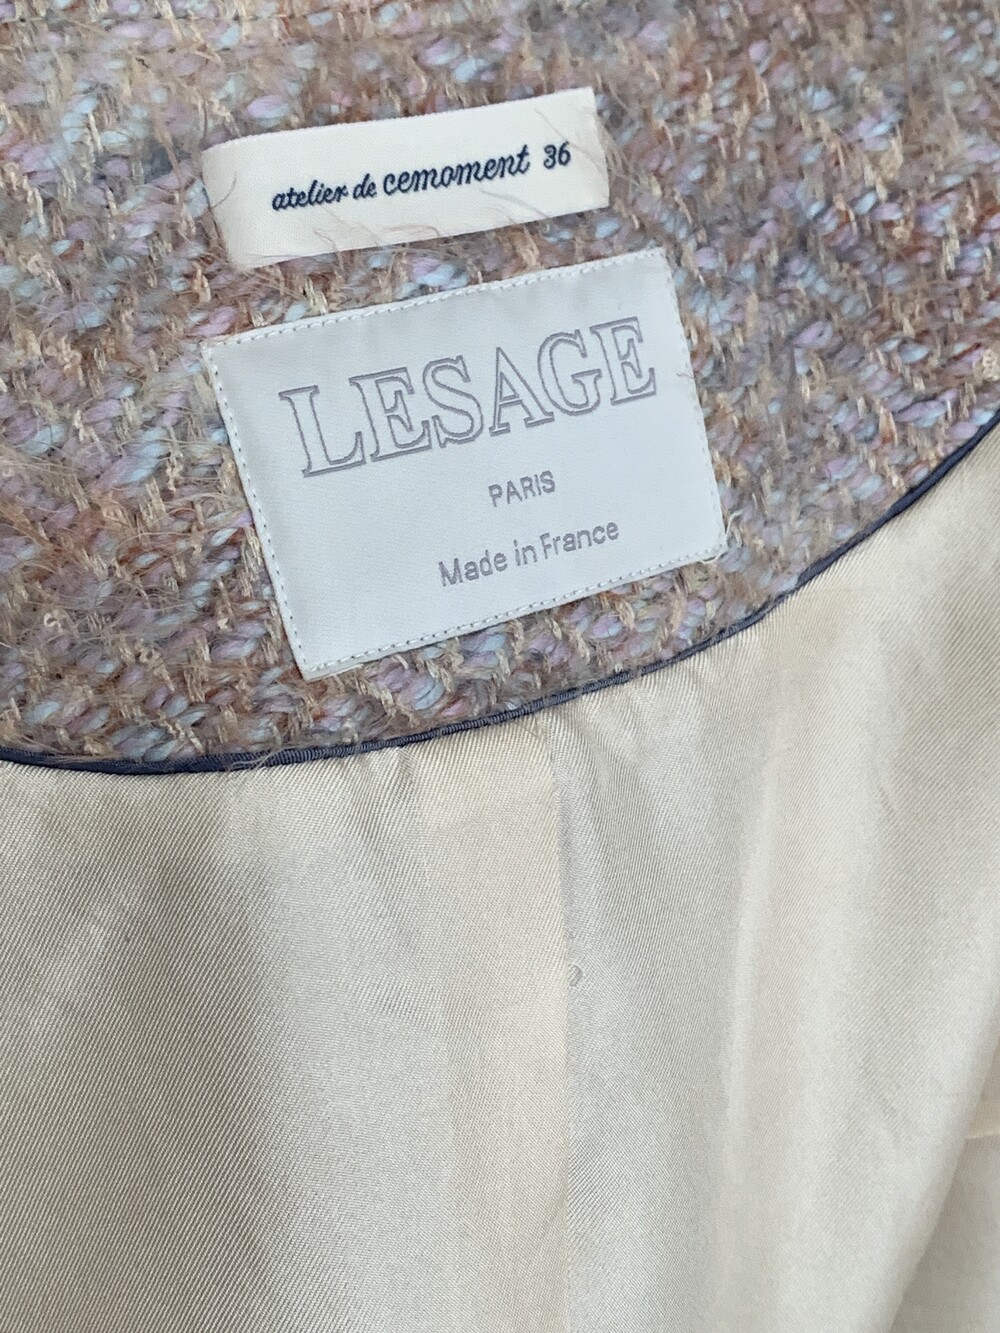 atelier de cemoment 36
LESAGE
PARIS
Made in France